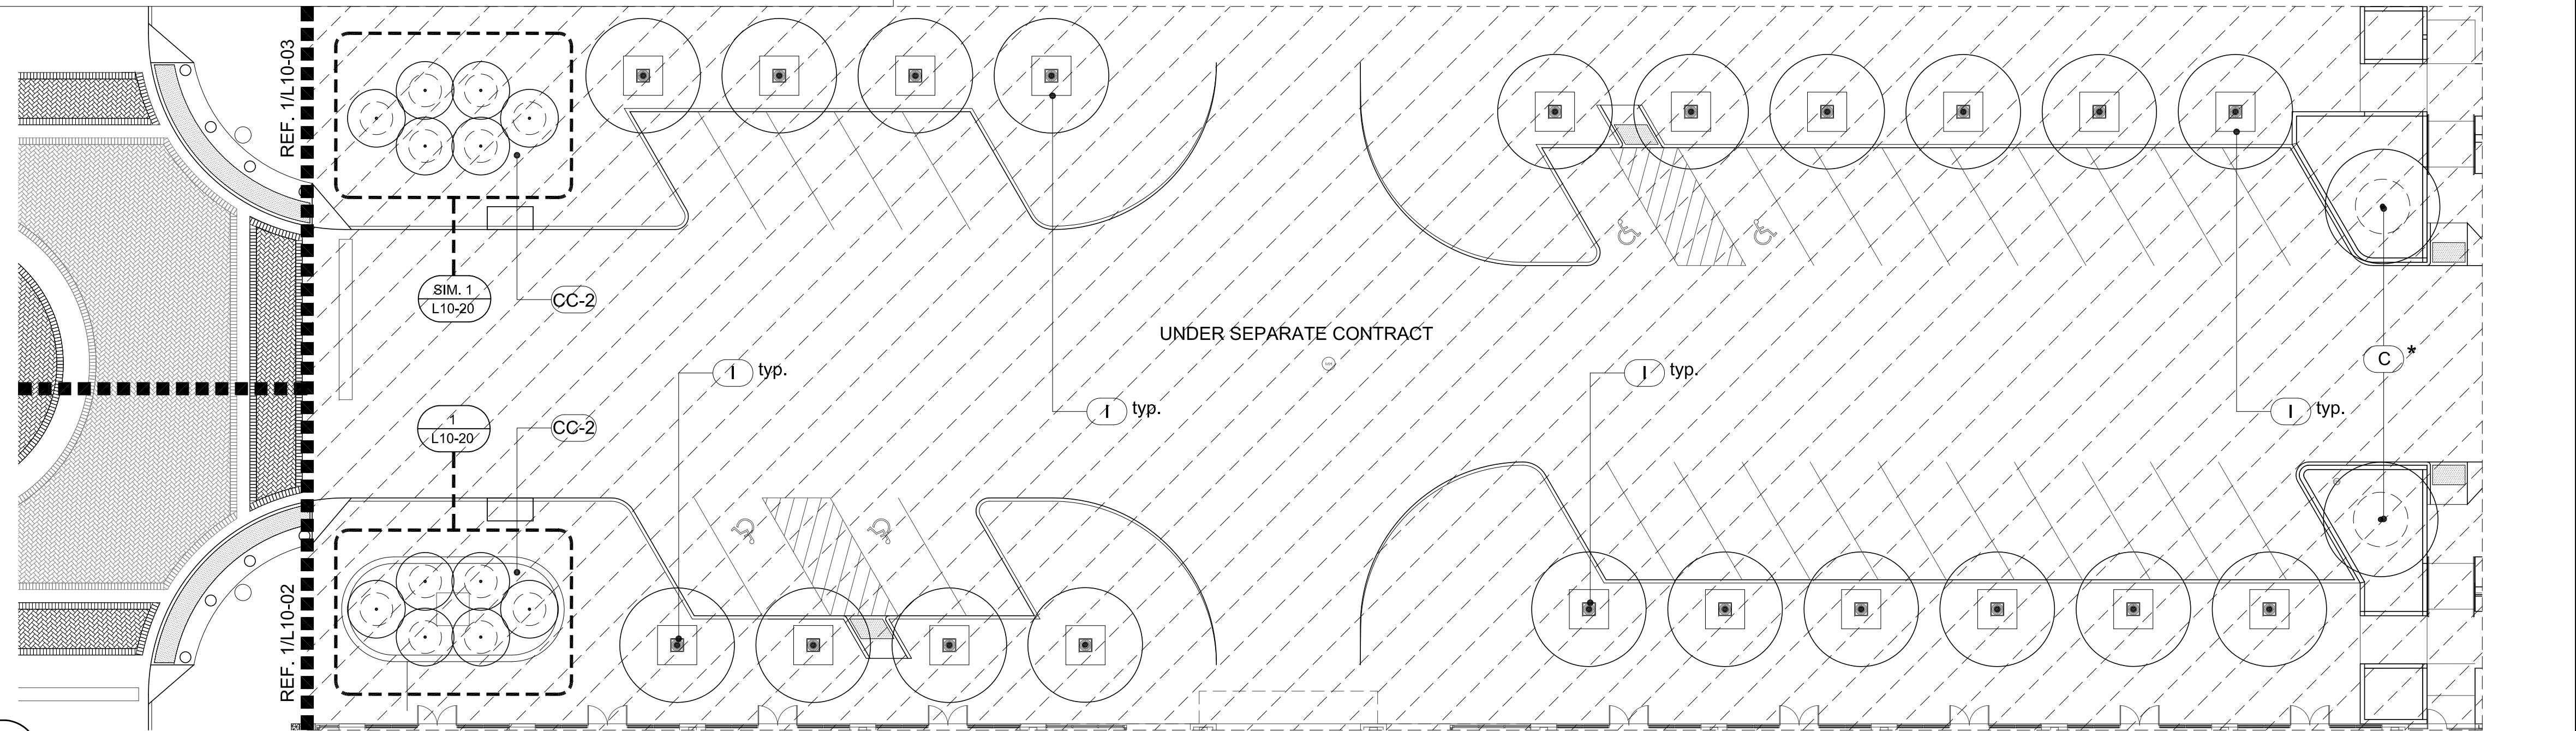 REF. 1/L10-03
SIM. 1
L10-20
CC-2
UNDER SEPARATE CONTRACT
I typ.
I typ.
I typ.
I typ.
C *
1
L10-20
CC-2
REF. 1/L10-02